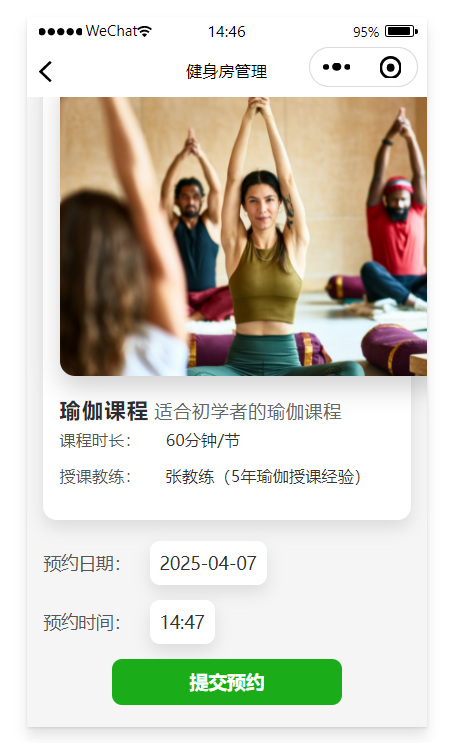 WeChat 14:46 95%
健身房管理
瑜伽课程 适合初学者的瑜伽课程
课程时长： 60分钟/节
授课教练： 张教练（5年瑜伽授课经验）
预约日期： 2025-04-07
预约时间： 14:47
提交预约